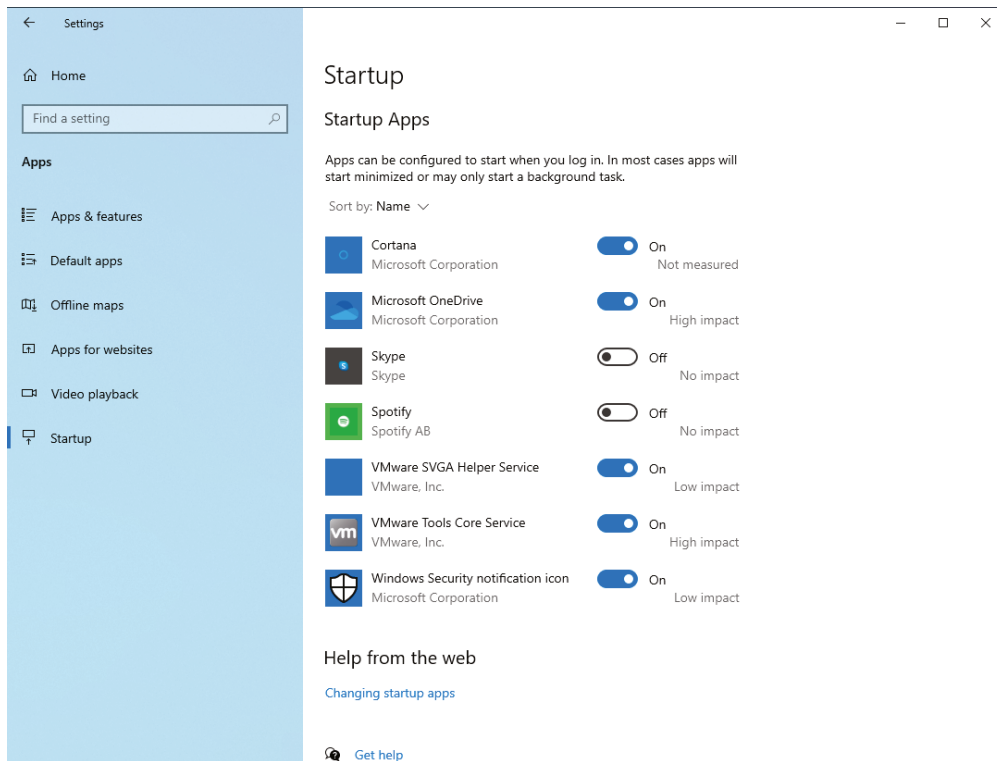 Settings
Home
Find a setting
Apps
Apps & features
Default apps
Offline maps
Apps for websites
Video playback
Startup
Startup
Startup Apps
Apps can be configured to start when you log in. In most cases apps will
start minimized or may only start a background task.
Sort by: Name
Cortana On
Microsoft Corporation Not measured
Microsoft OneDrive On
Microsoft Corporation High impact
Skype Off
Skype No impact
Spotify Off
Spotify AB No impact
VMware SVGA Helper Service On
VMware, Inc. Low impact
VMware Tools Core Service On
vm
VMware, Inc. High impact
Windows Security notification icon On
Microsoft Corporation Low impact
Help from the web
Changing startup apps
Get help